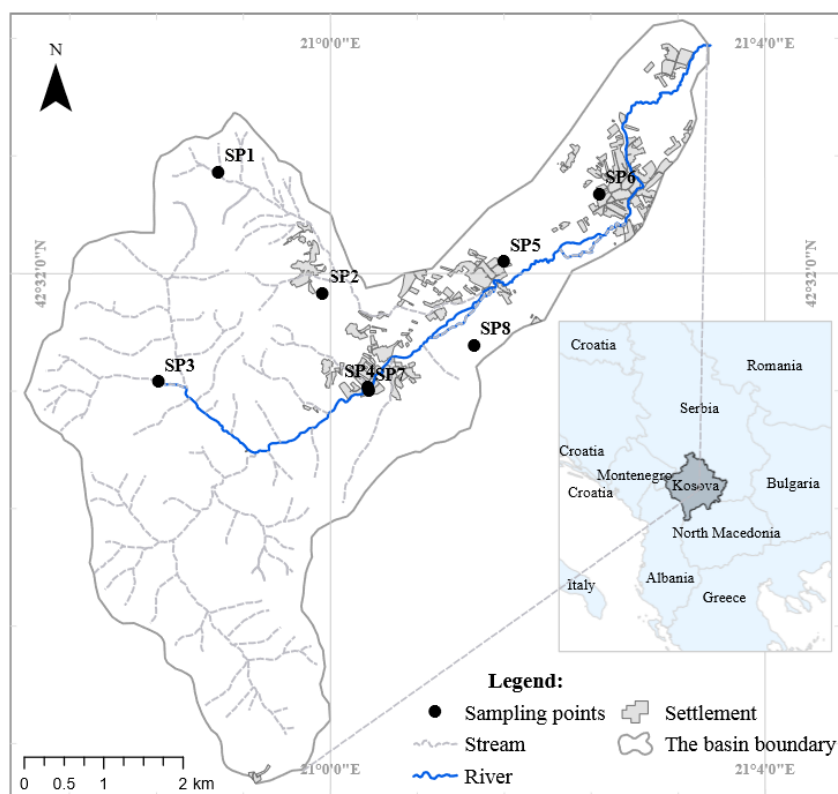 21°0'0"E
21°4'0"E
N
SP1
SP6
SP5
42°32'0"N
42°32'0"N
SP2
SP8
SP3
SP4
SP7
Croatia
Romania
Serbia
Croatia
Montenegro
Kosova
Bulgaria
Croatia
North Macedonia
Italy
Albania
Greece
Legend:
Sampling points
Settlement
Stream
The basin boundary
River
0 0.5 1 2 km
21°0'0"E
21°4'0"E